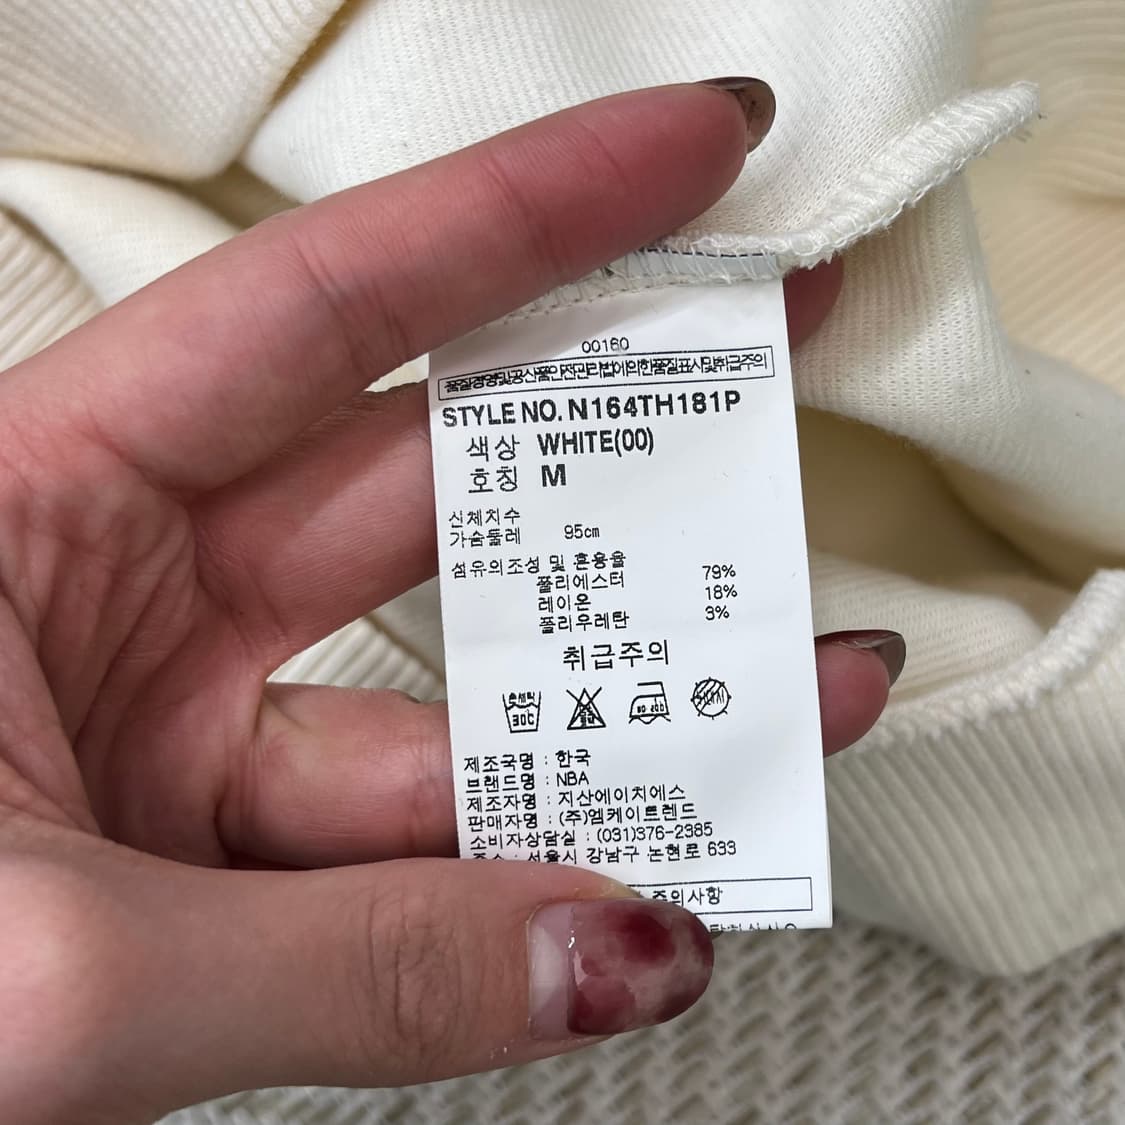 00160
품질경영및공산품안전관리법에의한품질표시및취급주의
STYLE NO. N164TH181P
색상 WHITE(00)
호칭 M
신체치수
가슴둘레 95cm
섬유의조성 및 혼용율
폴리에스터 79%
레이온 18%
폴리우레탄 3%
취급주의
손세탁
30℃
제조국명 : 한국
브랜드명 : NBA
제조자명 : 지산에이치에스
판매자명 : (주)엠케이트렌드
소비자상담실 : (031)376-2385
주소 : 서울시 강남구 논현로 633
주의사항